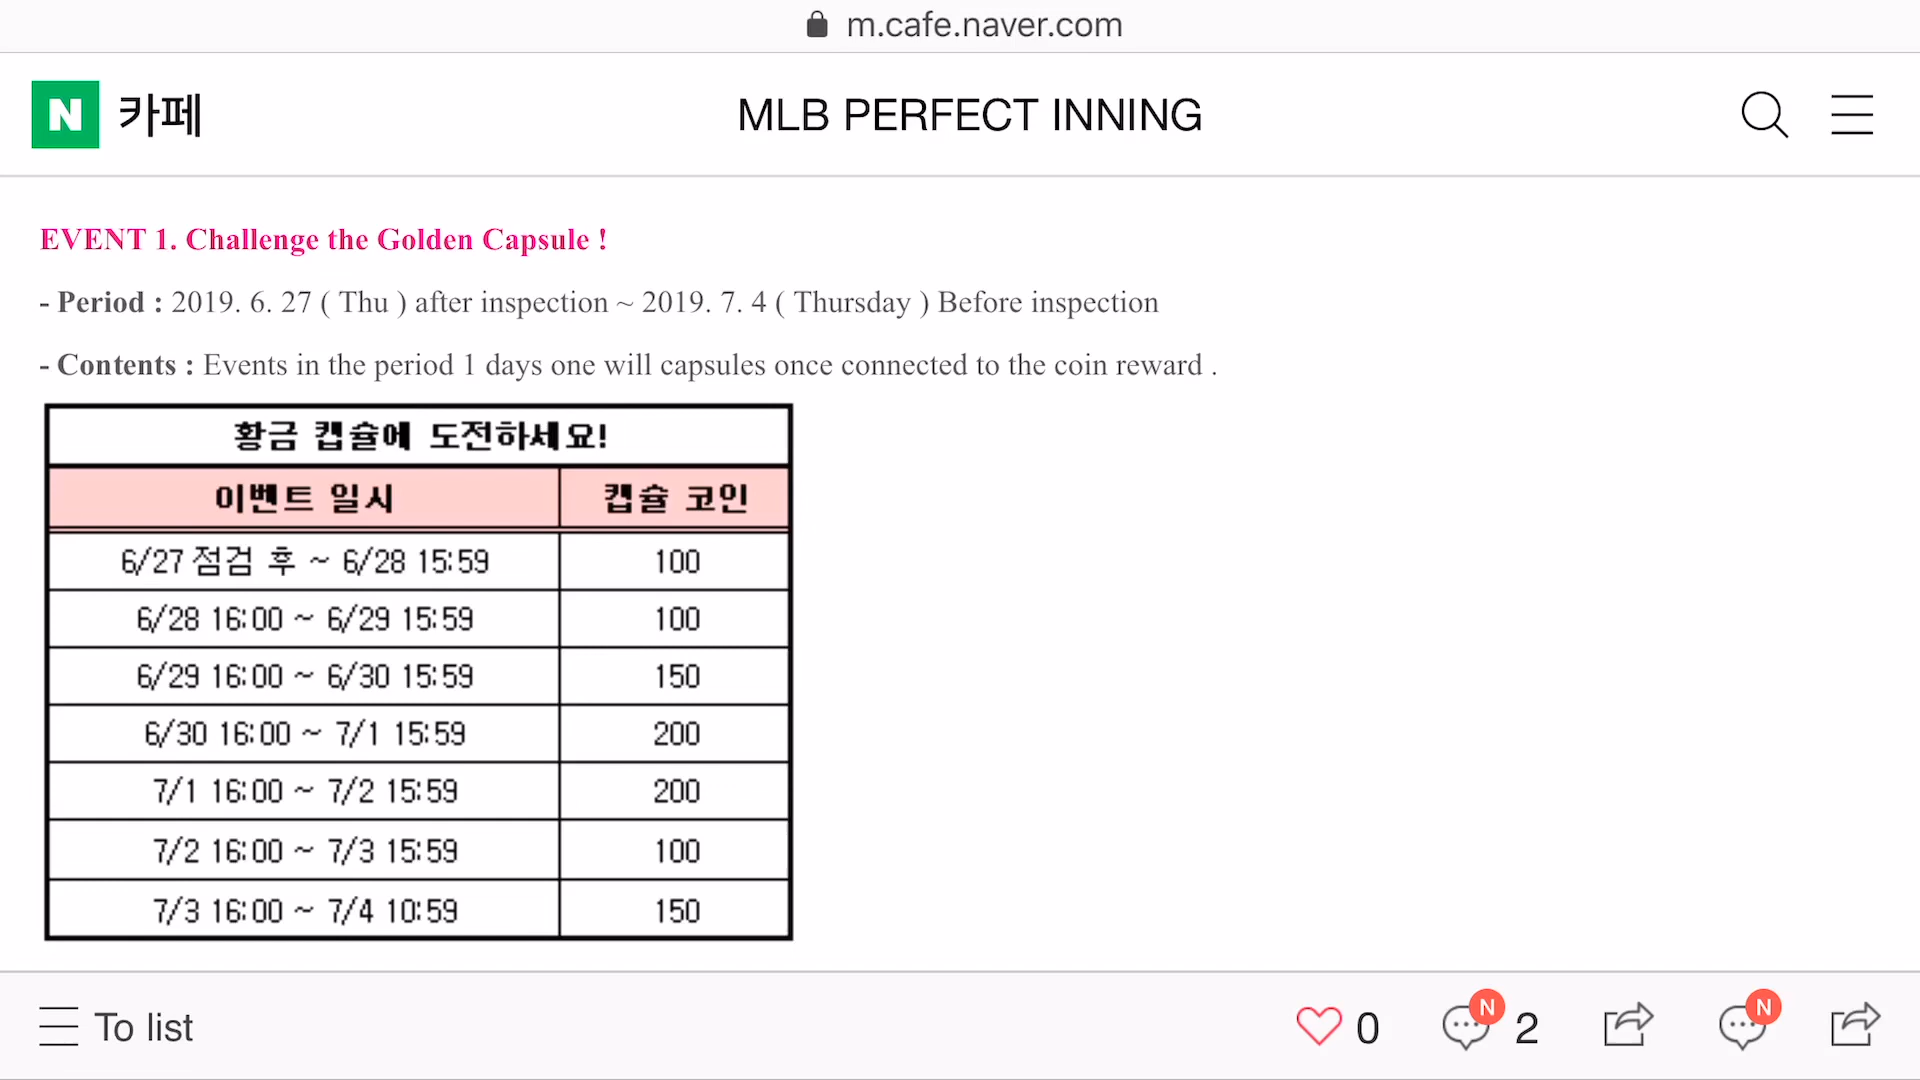 m.cafe.naver.com
N 카페
MLB PERFECT INNING
EVENT 1. Challenge the Golden Capsule !
- Period : 2019. 6. 27 ( Thu ) after inspection ~ 2019. 7. 4 ( Thursday ) Before inspection
- Contents : Events in the period 1 days one will capsules once connected to the coin reward .
황금 캡슐에 도전하세요!
이벤트 일시 캡슐 코인
6/27 점검 후 ~ 6/28 15:59 100
6/28 16:00 ~ 6/29 15:59 100
6/29 16:00 ~ 6/30 15:59 150
6/30 16:00 ~ 7/1 15:59 200
7/1 16:00 ~ 7/2 15:59 200
7/2 16:00 ~ 7/3 15:59 100
7/3 16:00 ~ 7/4 10:59 150
To list 0 N 2 N